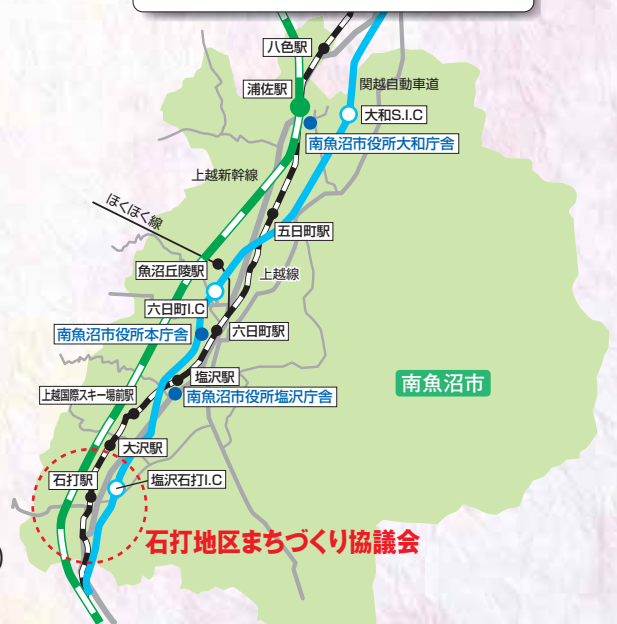 八色駅
浦佐駅
関越自動車道
大和S.I.C
南魚沼市役所大和庁舎
上越新幹線
ほくほく線
五日町駅
魚沼丘陵駅
上越線
六日町I.C
南魚沼市役所本庁舎
六日町駅
塩沢駅
上越国際スキー場前駅
南魚沼市役所塩沢庁舎
南魚沼市
大沢駅
石打駅
塩沢石打I.C
石打地区まちづくり協議会
)